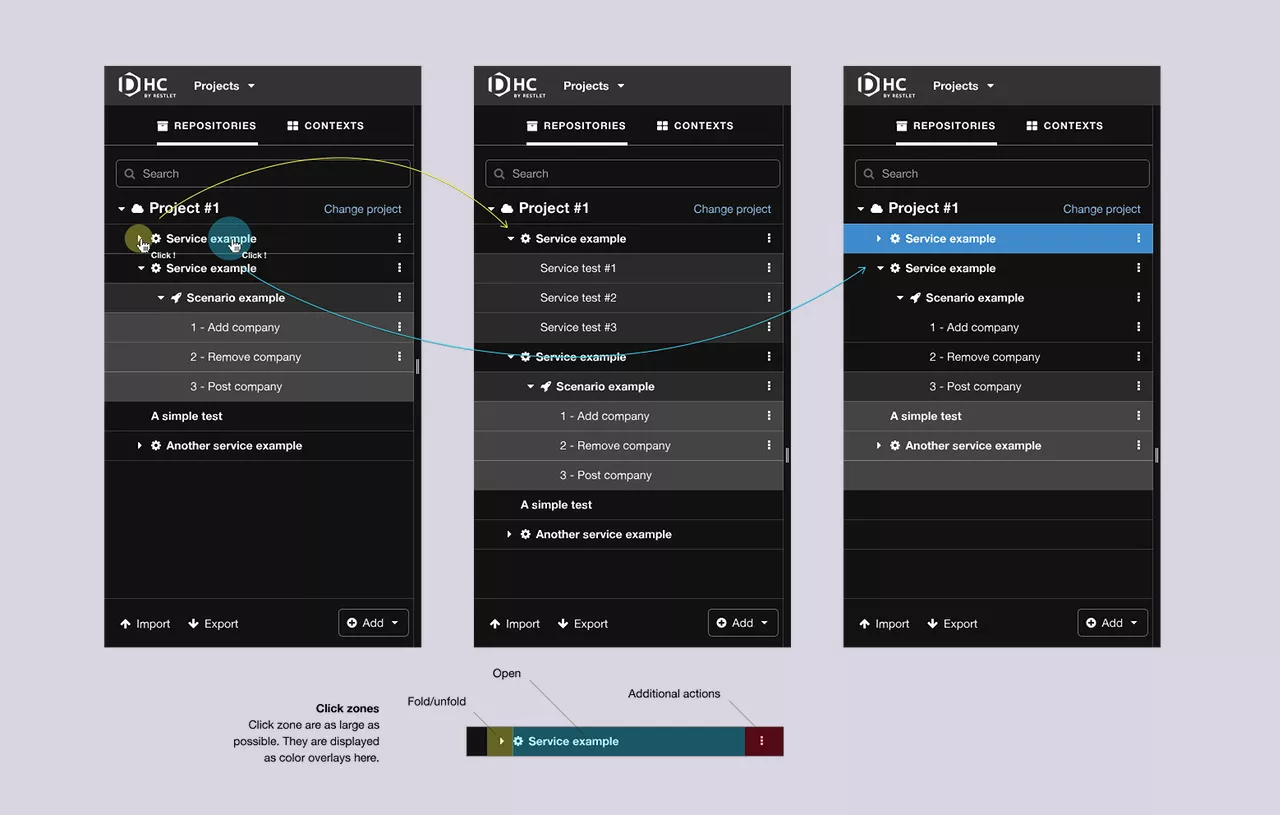 DHC
BY RESTLET
Projects
REPOSITORIES
CONTEXTS
Search
Project #1
Change project
Service example
Click !
Click !
Service example
Scenario example
1 - Add company
2 - Remove company
3 - Post company
A simple test
Another service example
Import
Export
Add
DHC
BY RESTLET
Projects
REPOSITORIES
CONTEXTS
Search
Project #1
Change project
Service example
Service test #1
Service test #2
Service test #3
Service example
Scenario example
1 - Add company
2 - Remove company
3 - Post company
A simple test
Another service example
Import
Export
Add
DHC
BY RESTLET
Projects
REPOSITORIES
CONTEXTS
Search
Project #1
Change project
Service example
Service example
Scenario example
1 - Add company
2 - Remove company
3 - Post company
A simple test
Another service example
Import
Export
Add
Click zones
Click zone are as large as
possible. They are displayed
as color overlays here.
Fold/unfold
Open
Additional actions
Service example